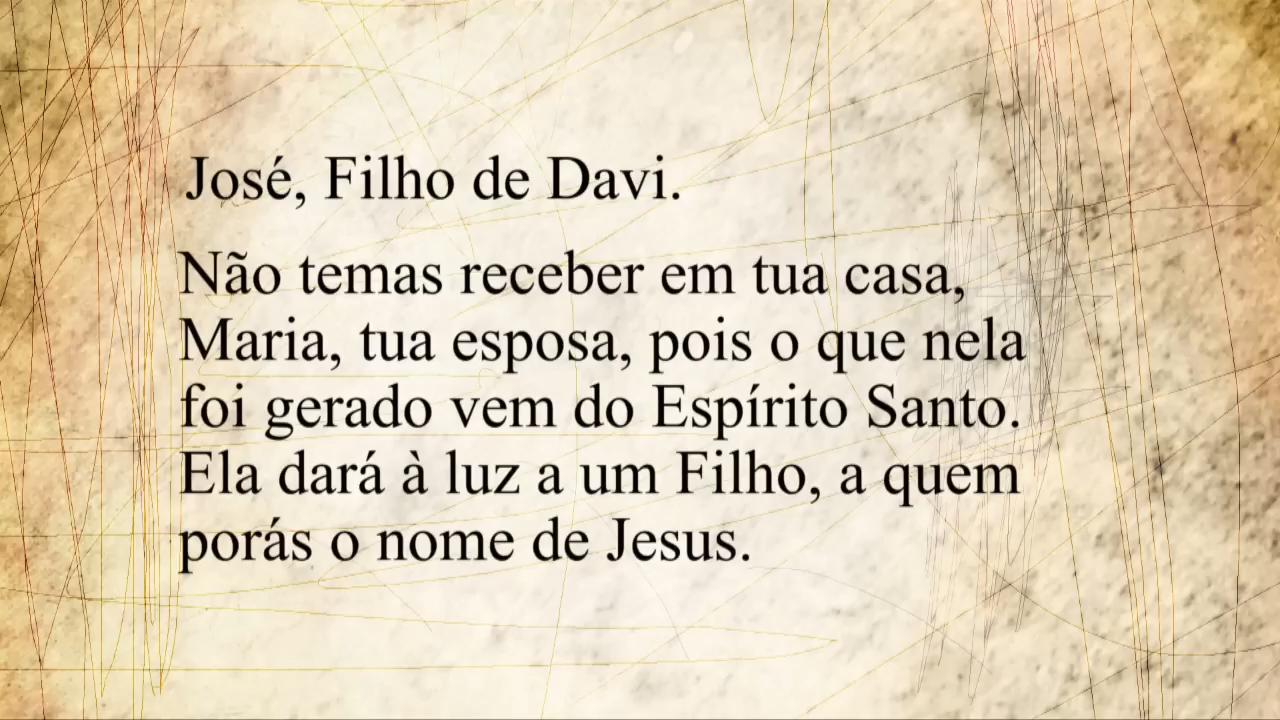 José, Filho de Davi.
Não temas receber em tua casa,
Maria, tua esposa, pois o que nela
foi gerado vem do Espírito Santo.
Ela dará à luz a um Filho, a quem
porás o nome de Jesus.